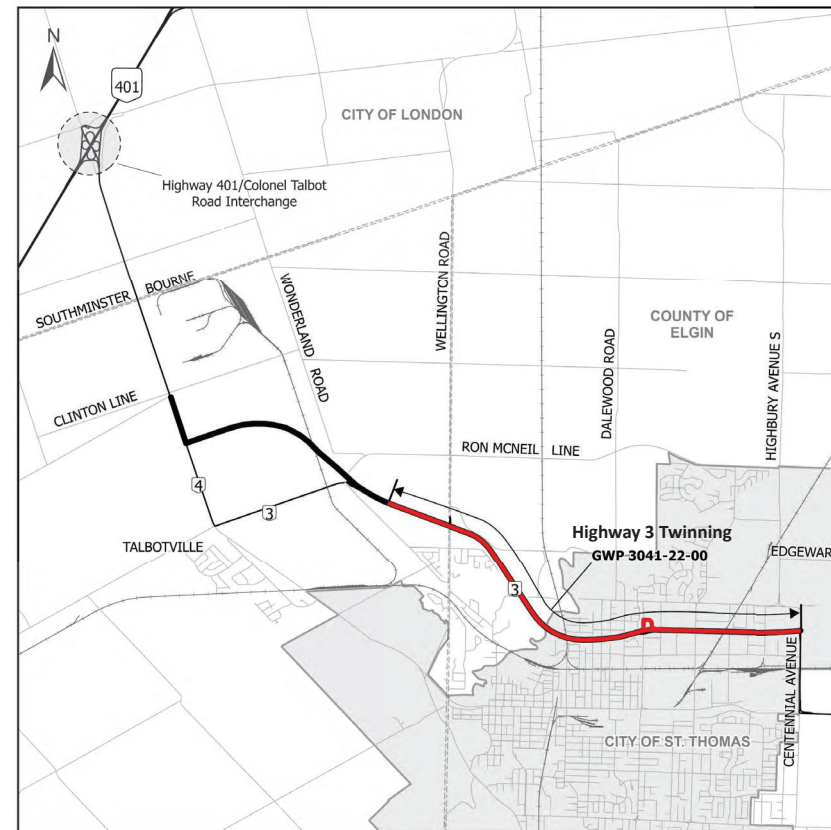 N
401
CITY OF LONDON
Highway 401/Colonel Talbot
Road Interchange
SOUTHMINSTER BOURNE
WONDERLAND ROAD
WELLINGTON ROAD
COUNTY OF
ELGIN
DALEWOOD ROAD
HIGHBURY AVENUE S
CLINTON LINE
RON MCNEIL LINE
4
3
TALBOTVILLE
Highway 3 Twinning
GWP 3041-22-00
EDGEWAR
3
CENTENNIAL AVENUE
CITY OF ST. THOMAS